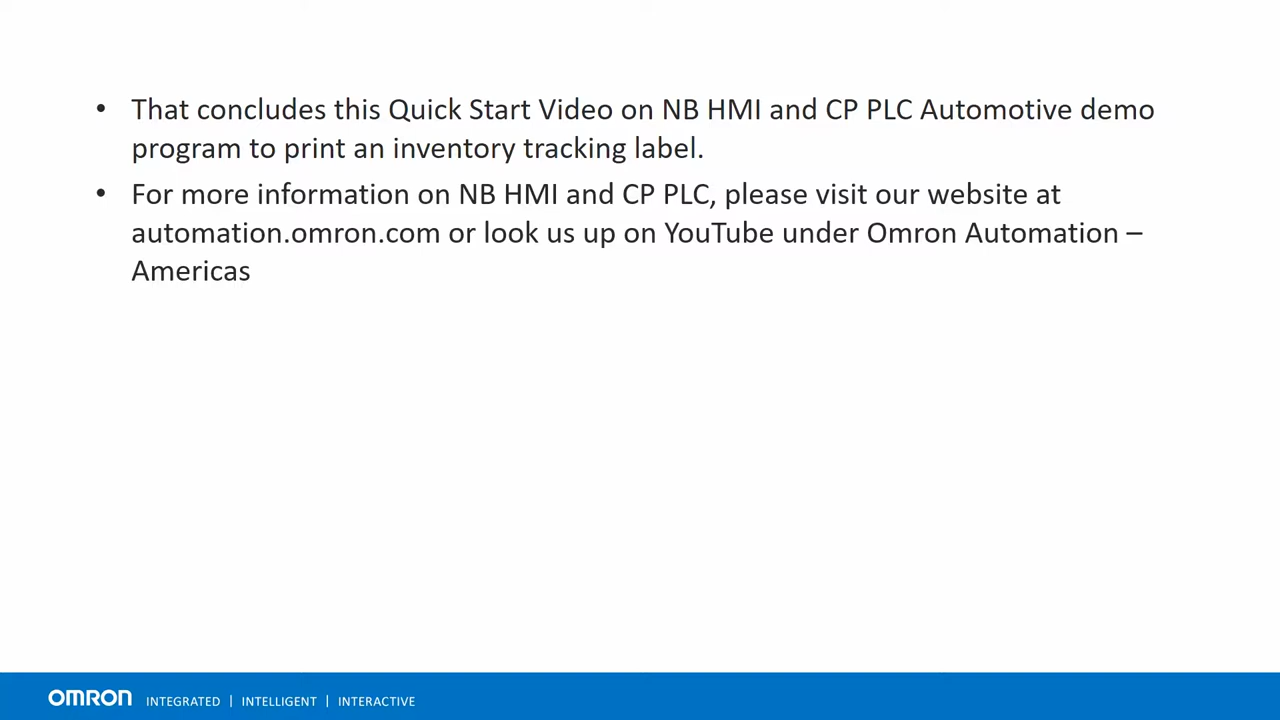 • That concludes this Quick Start Video on NB HMI and CP PLC Automotive demo
program to print an inventory tracking label.
• For more information on NB HMI and CP PLC, please visit our website at
automation.omron.com or look us up on YouTube under Omron Automation –
Americas
OMRON INTEGRATED | INTELLIGENT | INTERACTIVE